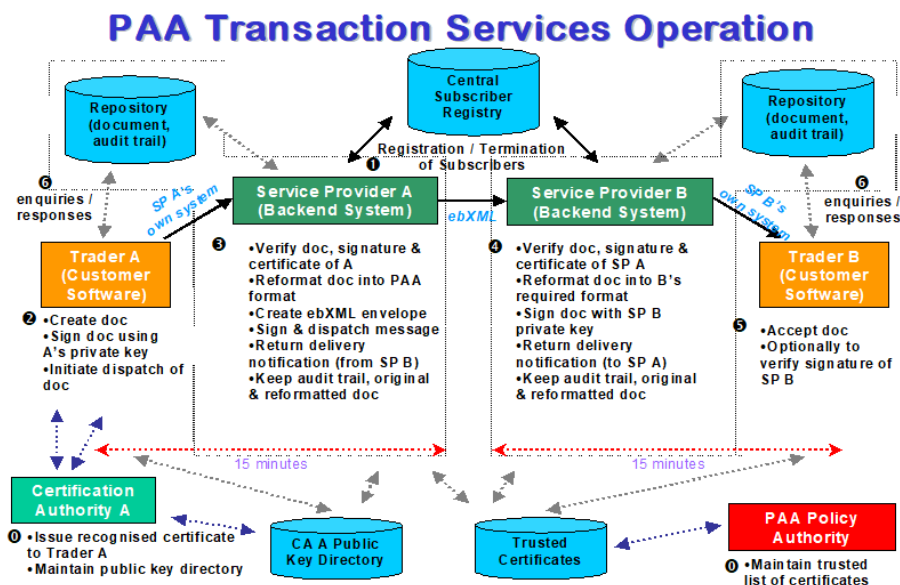 PAA Transaction Services Operation
Repository
(document,
audit trail)
Central
Subscriber
Registry
Repository
(document,
audit trail)
Registration / Termination
❶ of Subscribers
❻
enquiries /
responses
SP A's
own system
Service Provider A
(Backend System)
ebXML
Service Provider B
(Backend System)
SP B's
own system
❻
enquiries /
responses
Trader A
(Customer
Software)
❷ •Create doc
•Sign doc using
A's private key
•Initiate dispatch of
doc
❸
•Verify doc, signature &
certificate of A
•Reformat doc into PAA
format
•Create ebXML envelope
•Sign & dispatch message
•Return delivery
notification (from SP B)
•Keep audit trail, original
& reformatted doc
❹
•Verify doc, signature &
certificate of SP A
•Reformat doc into B's
required format
•Sign doc with SP B
private key
•Return delivery
notification (to SP A)
•Keep audit trail, original
& reformatted doc
Trader B
(Customer
Software)
❺
•Accept doc
•Optionally to
verify signature of
SP B
15 minutes
15 minutes
Certification
Authority A
⓿ •Issue recognised certificate
to Trader A
•Maintain public key directory
CA A Public
Key Directory
Trusted
Certificates
PAA Policy
Authority
⓿ •Maintain trusted
list of certificates